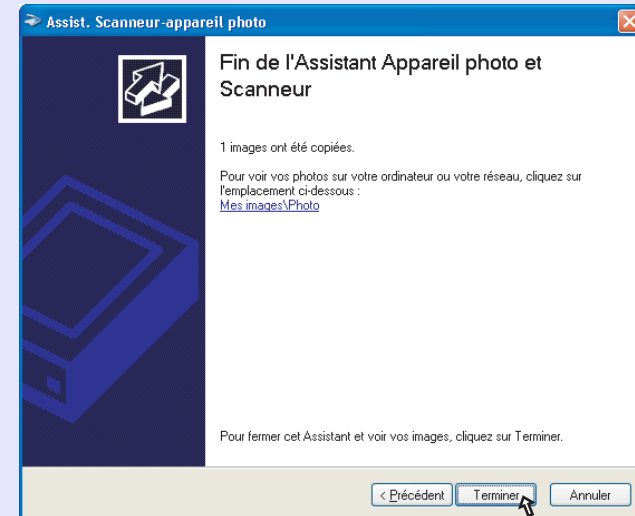 Assist. Scanneur-appareil photo
Fin de l'Assistant Appareil photo et
Scanneur
1 images ont été copiées.
Pour voir vos photos sur votre ordinateur ou votre réseau, cliquez sur
l'emplacement ci-dessous :
Mes images\Photo
Pour fermer cet Assistant et voir vos images, cliquez sur Terminer.
< Précédent Terminer Annuler